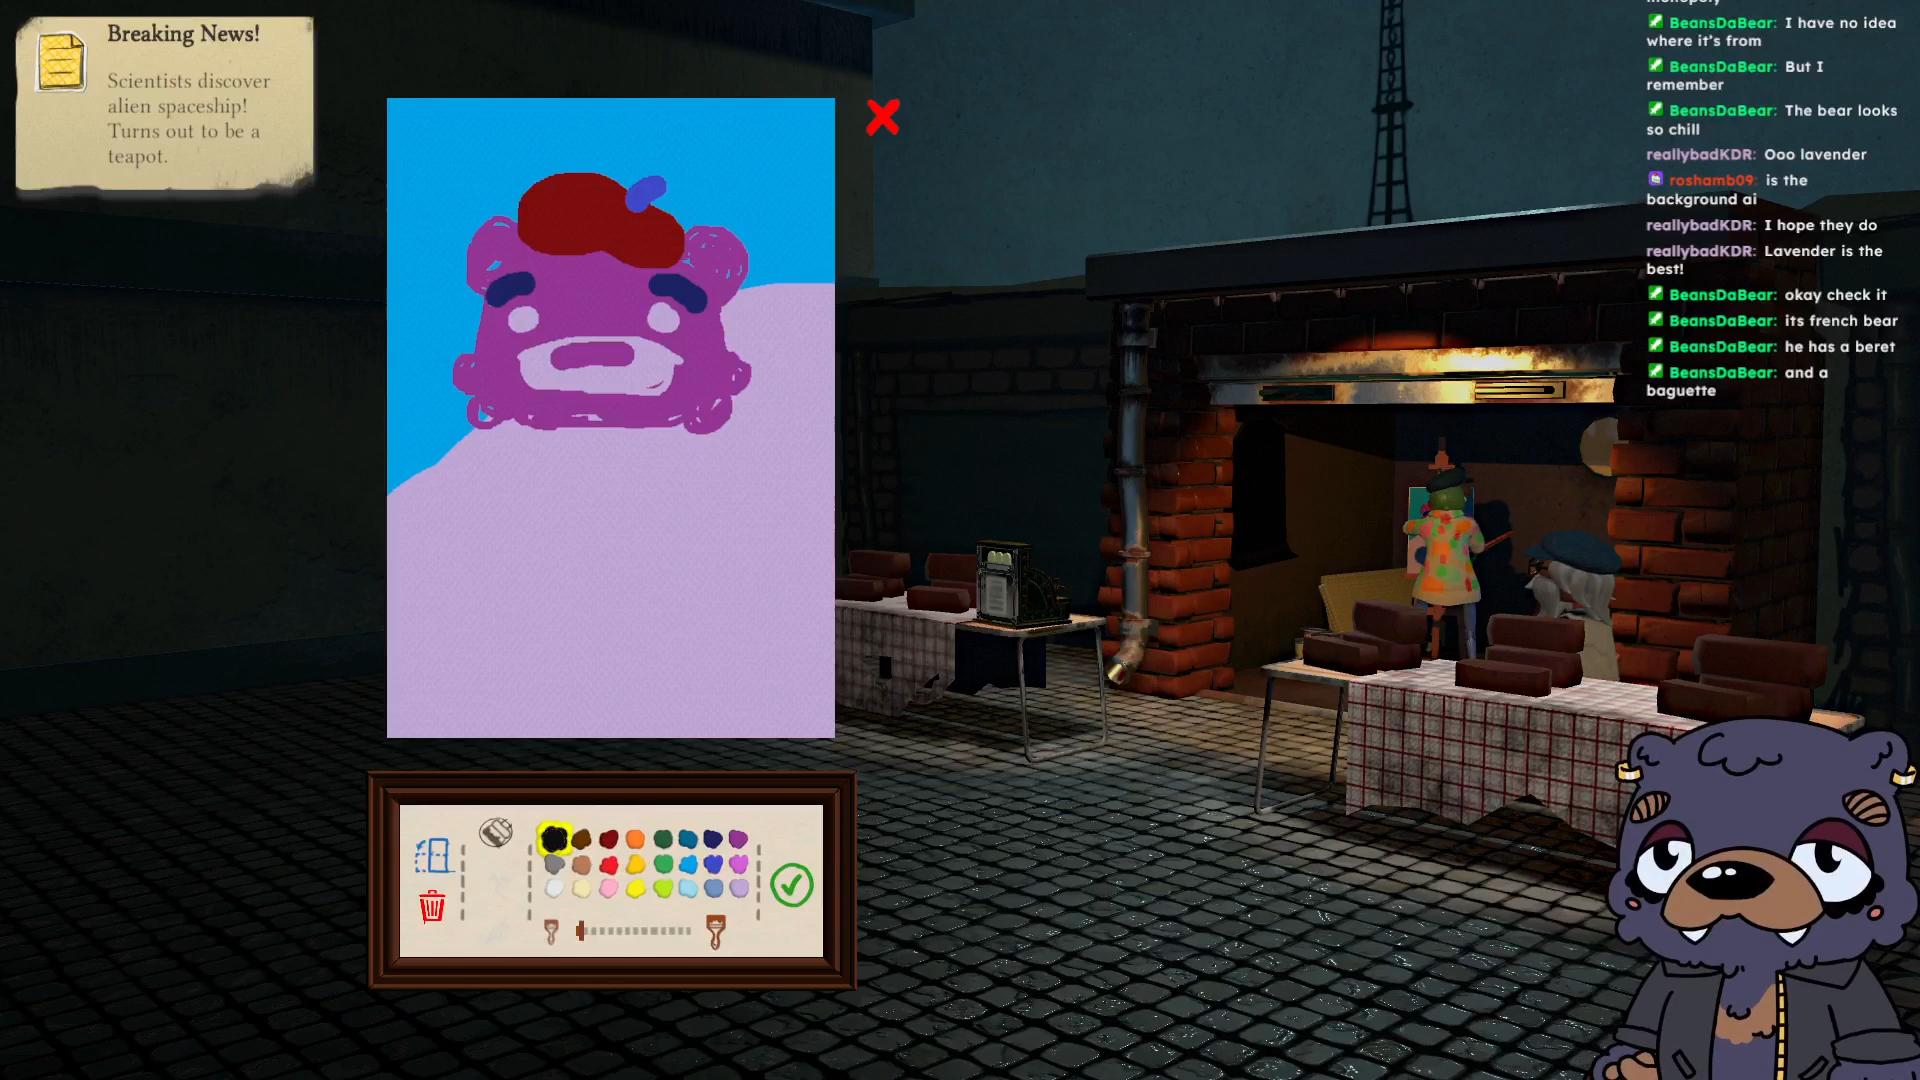 Breaking News!
Scientists discover
alien spaceship!
Turns out to be a
teapot.
monopoly
BeansDaBear: I have no idea
where it's from
BeansDaBear: But I
remember
BeansDaBear: The bear looks
so chill
reallybadKDR: Ooo lavender
roshamb09: is the
background ai
reallybadKDR: I hope they do
reallybadKDR: Lavender is the
best!
BeansDaBear: okay check it
BeansDaBear: its french bear
BeansDaBear: he has a beret
BeansDaBear: and a
baguette